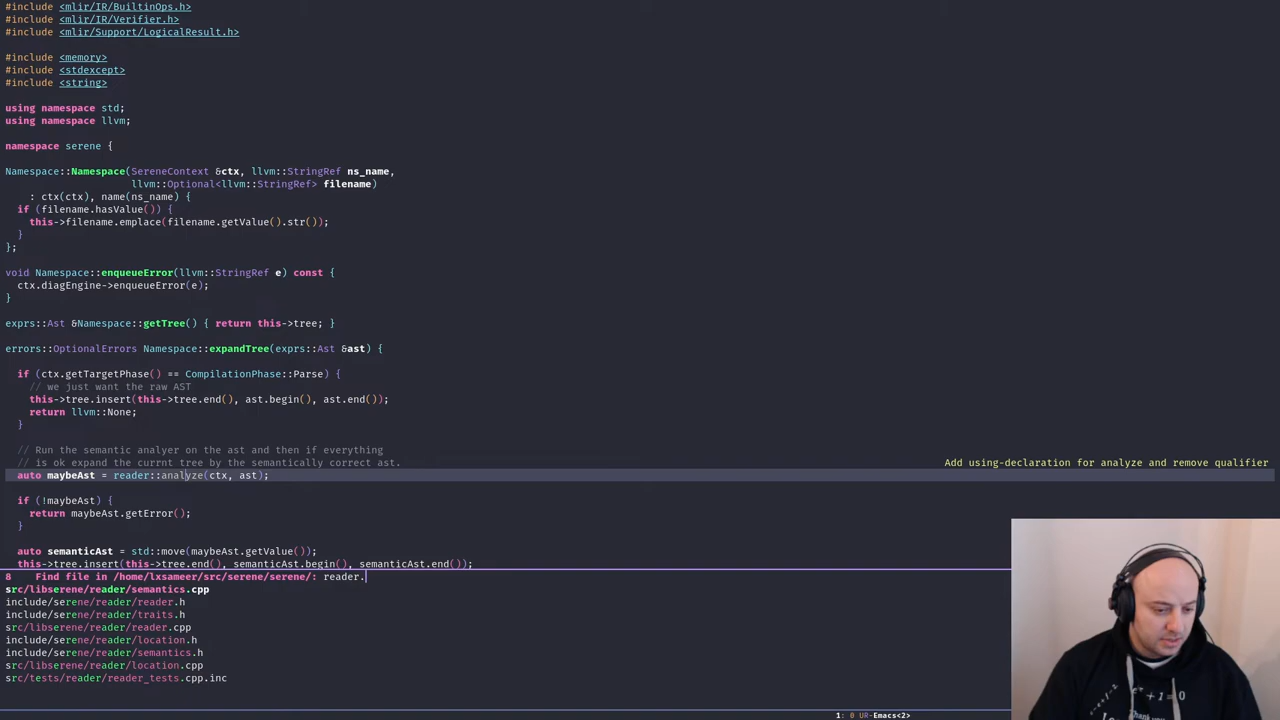 #include <mlir/IR/BuiltinOps.h>
#include <mlir/IR/Verifier.h>
#include <mlir/Support/LogicalResult.h>
#include <memory>
#include <stdexcept>
#include <string>
using namespace std;
using namespace llvm;
namespace serene {
Namespace::Namespace(SereneContext &ctx, llvm::StringRef ns_name,
llvm::Optional<llvm::StringRef> filename)
: ctx(ctx), name(ns_name) {
if (filename.hasValue()) {
this->filename.emplace(filename.getValue().str());
}
};
void Namespace::enqueueError(llvm::StringRef e) const {
ctx.diagEngine->enqueueError(e);
}
exprs::Ast &Namespace::getTree() { return this->tree; }
errors::OptionalErrors Namespace::expandTree(exprs::Ast &ast) {
if (ctx.getTargetPhase() == CompilationPhase::Parse) {
// we just want the raw AST
this->tree.insert(this->tree.end(), ast.begin(), ast.end());
return llvm::None;
}
// Run the semantic analyer on the ast and then if everything
// is ok expand the currnt tree by the semantically correct ast.
auto maybeAst = reader::analyze(ctx, ast);
Add using-declaration for analyze and remove qualifier
if (!maybeAst) {
return maybeAst.getError();
}
auto semanticAst = std::move(maybeAst.getValue());
this->tree.insert(this->tree.end(), semanticAst.begin(), semanticAst.end());
8 Find file in /home/lxsameer/src/serene/serene/: reader.
src/libserene/reader/semantics.cpp
include/serene/reader/reader.h
include/serene/reader/traits.h
src/libserene/reader/reader.cpp
include/serene/reader/location.h
include/serene/reader/semantics.h
src/libserene/reader/location.cpp
src/tests/reader/reader_tests.cpp.inc
1: 0 UR-Emacs<2>